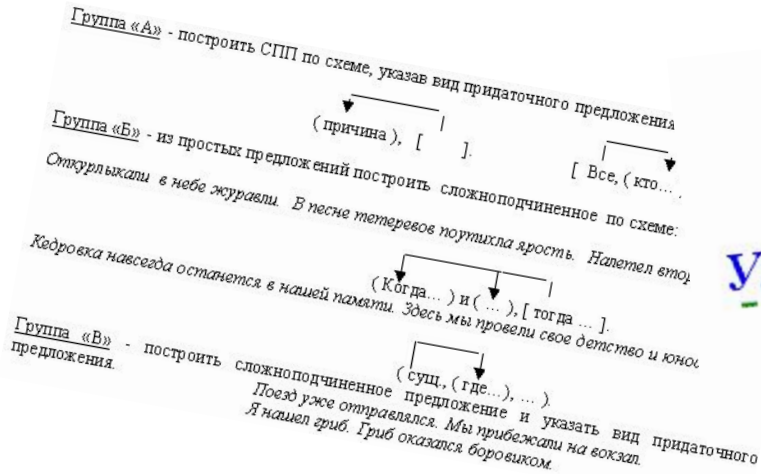 Группа «А» - построить СПП по схеме, указав вид придаточного предложения
( причина ), [ ].
[ Все, ( кто... ,
Группа «Б» - из простых предложений построить сложноподчиненное по схеме:
Откурлыкали в небе журавли. В песне тетеревов поутихла ярость. Налетел
( Когда... ) и ( ... ), [ тогда ... ].
Кедровка навсегда останется в нашей памяти. Здесь мы провели свое детство и
( сущ., ( где...), ... ).
Группа «В» - построить сложноподчиненное предложение и указать вид придаточного
предложения.
Поезд уже отправлялся. Мы прибежали на вокзал.
Я нашел гриб. Гриб оказался боровиком.